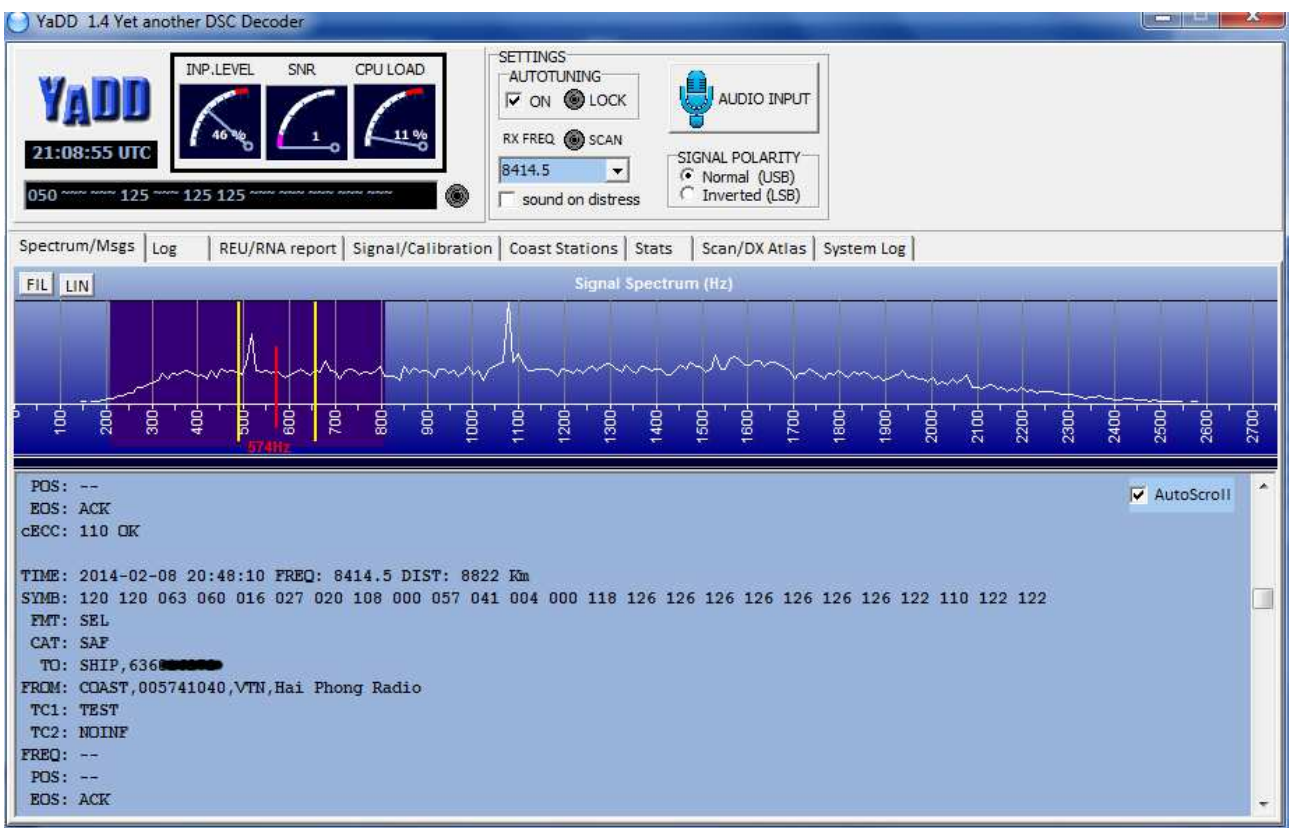 YaDD 1.4 Yet another DSC Decoder
YADD
INP.LEVEL SNR CPU LOAD
46 % 1 11 %
21:08:55 UTC
050 ~~~ ~~~ 125 ~~~ 125 125 ~~~ ~~~ ~~~ ~~~ ~~~
SETTINGS
AUTOTUNING
ON LOCK
RX FREQ SCAN
8414.5
sound on distress
AUDIO INPUT
SIGNAL POLARITY
Normal (USB)
Inverted (LSB)
Spectrum/Msgs Log REU/RNA report Signal/Calibration Coast Stations Stats Scan/DX Atlas System Log
FIL LIN Signal Spectrum (Hz)
100 200 300 400 500 600 700 800 900 1000 1100 1200 1300 1400 1500 1600 1700 1800 1900 2000 2100 2200 2300 2400 2500 2600 2700
574Hz
AutoScroll
POS: --
EOS: ACK
cECC: 110 OK
TIME: 2014-02-08 20:48:10 FREQ: 8414.5 DIST: 8822 Km
SYMB: 120 120 063 060 016 027 020 108 000 057 041 004 000 118 126 126 126 126 126 126 126 122 110 122 122
FMT: SEL
CAT: SAF
TO: SHIP,636
FROM: COAST,005741040,VTN,Hai Phong Radio
TC1: TEST
TC2: NOINF
FREQ: --
POS: --
EOS: ACK